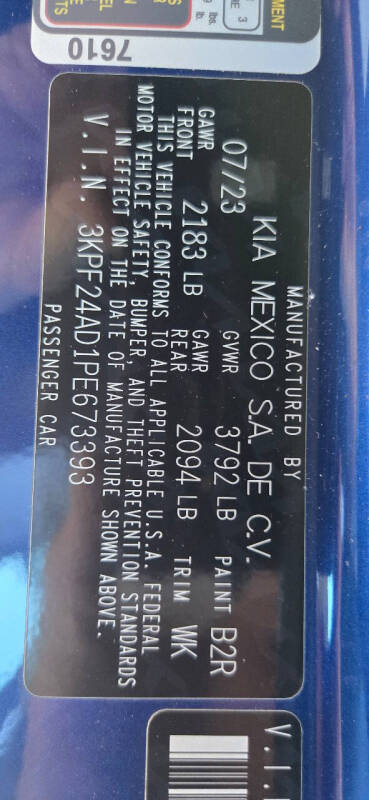 MANUFACTURED BY
KIA MEXICO S.A. DE C.V.
07/23 GVWR 3792 LB PAINT B2R
GAWR FRONT 2183 LB GAWR REAR 2094 LB TRIM WK
THIS VEHICLE CONFORMS TO ALL APPLICABLE U.S.A. FEDERAL
MOTOR VEHICLE SAFETY, BUMPER, AND THEFT PREVENTION STANDARDS
IN EFFECT ON THE DATE OF MANUFACTURE SHOWN ABOVE.
V.I.N. 3KPF24AD1PE673393
PASSENGER CAR
7610
V.I.